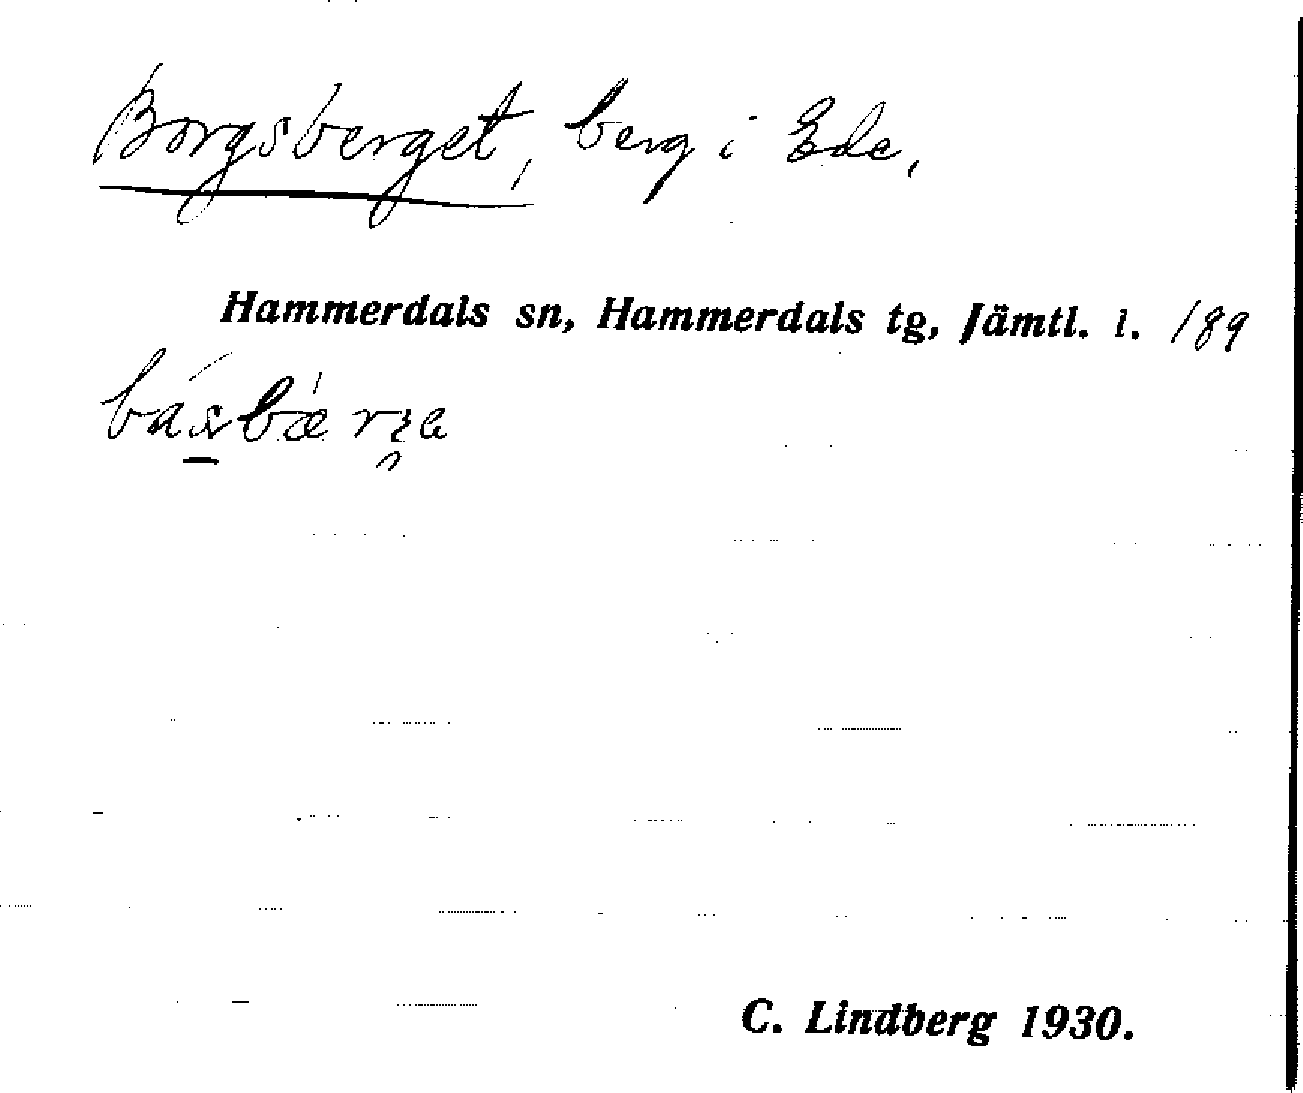 Borgsberget, berg i Ede,
Hammerdals sn, Hammerdals tg, Jämtl. l. 189
C. Lindberg 1930.